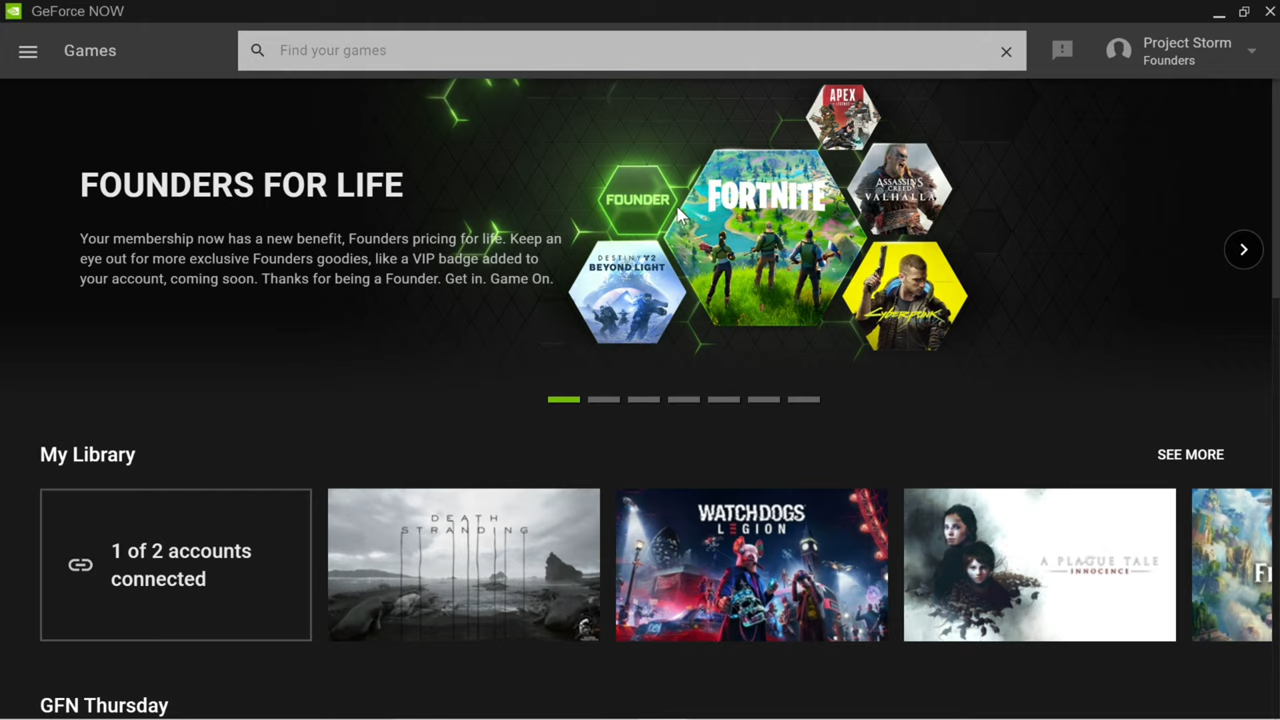 GeForce NOW
Games
Find your games
Project Storm
Founders
FOUNDERS FOR LIFE
Your membership now has a new benefit, Founders pricing for life. Keep an
eye out for more exclusive Founders goodies, like a VIP badge added to
your account, coming soon. Thanks for being a Founder. Get in. Game On.
FOUNDER
FORTNITE
APEX
LEGENDS
ASSASSIN'S
CREED
VALHALLA
DESTINY 2
BEYOND LIGHT
CYBERPUNK
My Library
SEE MORE
1 of 2 accounts
connected
DEATH
STRANDING
WATCH DOGS
LEGION
A PLAGUE TALE
INNOCENCE
GFN Thursday